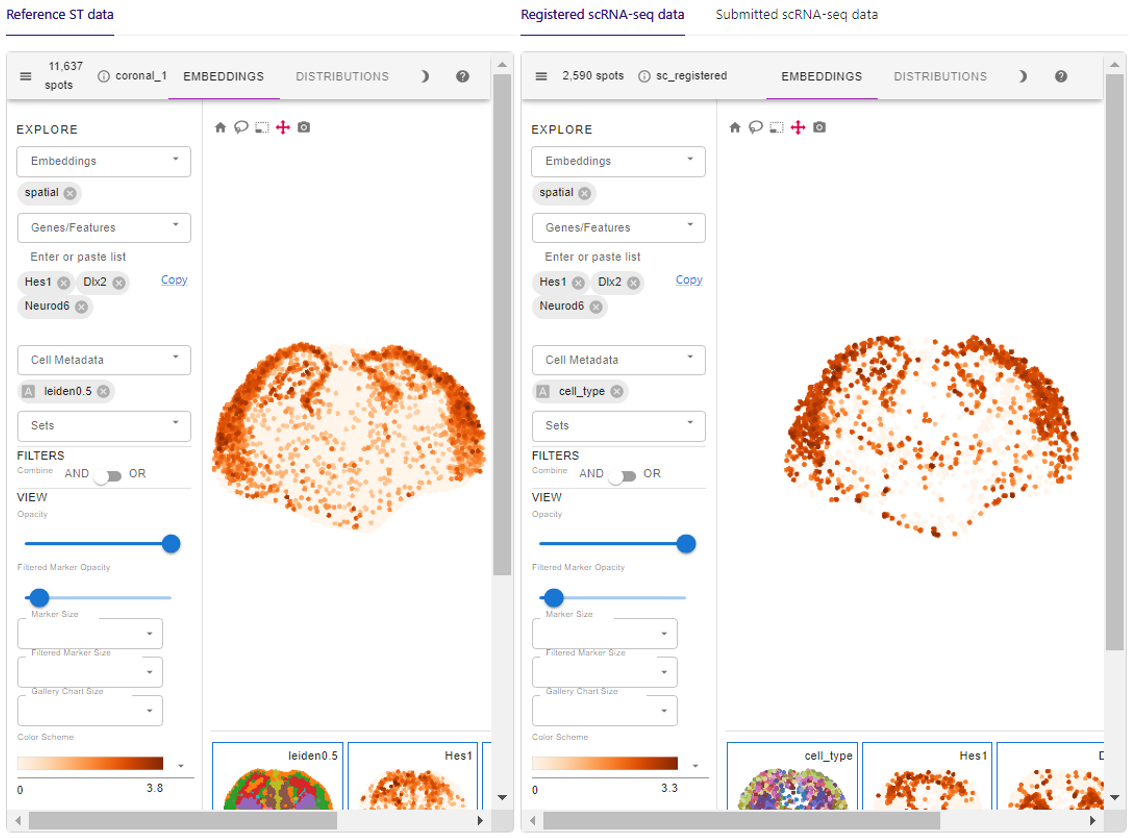 Reference ST data
11,637
spots
coronal_1
EMBEDDINGS
DISTRIBUTIONS
EXPLORE
Embeddings
spatial
Genes/Features
Enter or paste list
Hes1 Dlx2 Copy
Neurod6
Cell Metadata
A leiden0.5
Sets
FILTERS
Combine AND OR
VIEW
Opacity
Filtered Marker Opacity
Marker Size
Filtered Marker Size
Gallery Chart Size
Color Scheme
0 3.8
leiden0.5 Hes1
Registered scRNA-seq data Submitted scRNA-seq data
2,590 spots sc_registered EMBEDDINGS DISTRIBUTIONS
EXPLORE
Embeddings
spatial
Genes/Features
Enter or paste list
Hes1 Dlx2 Copy
Neurod6
Cell Metadata
A cell_type
Sets
FILTERS
Combine AND OR
VIEW
Opacity
Filtered Marker Opacity
Marker Size
Filtered Marker Size
Gallery Chart Size
Color Scheme
0 3.3
cell_type Hes1